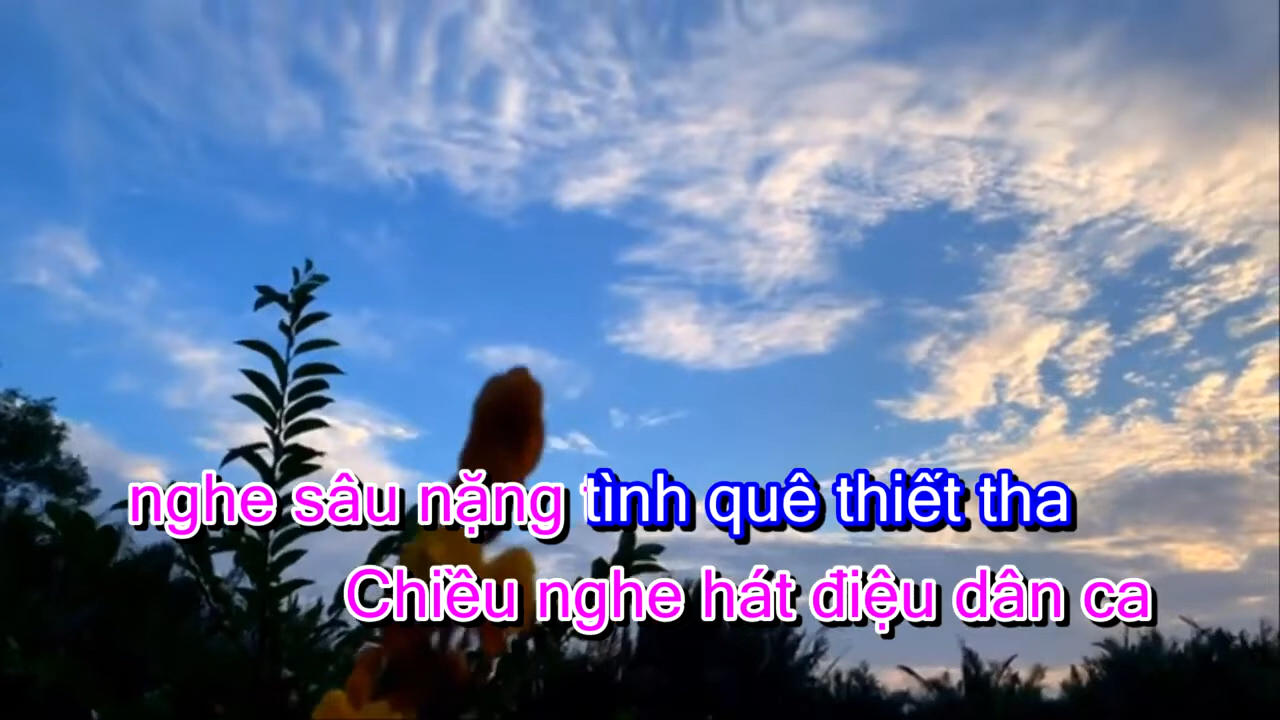 nghe sâu nặng tình quê thiết tha
Chiều nghe hát điệu dân ca